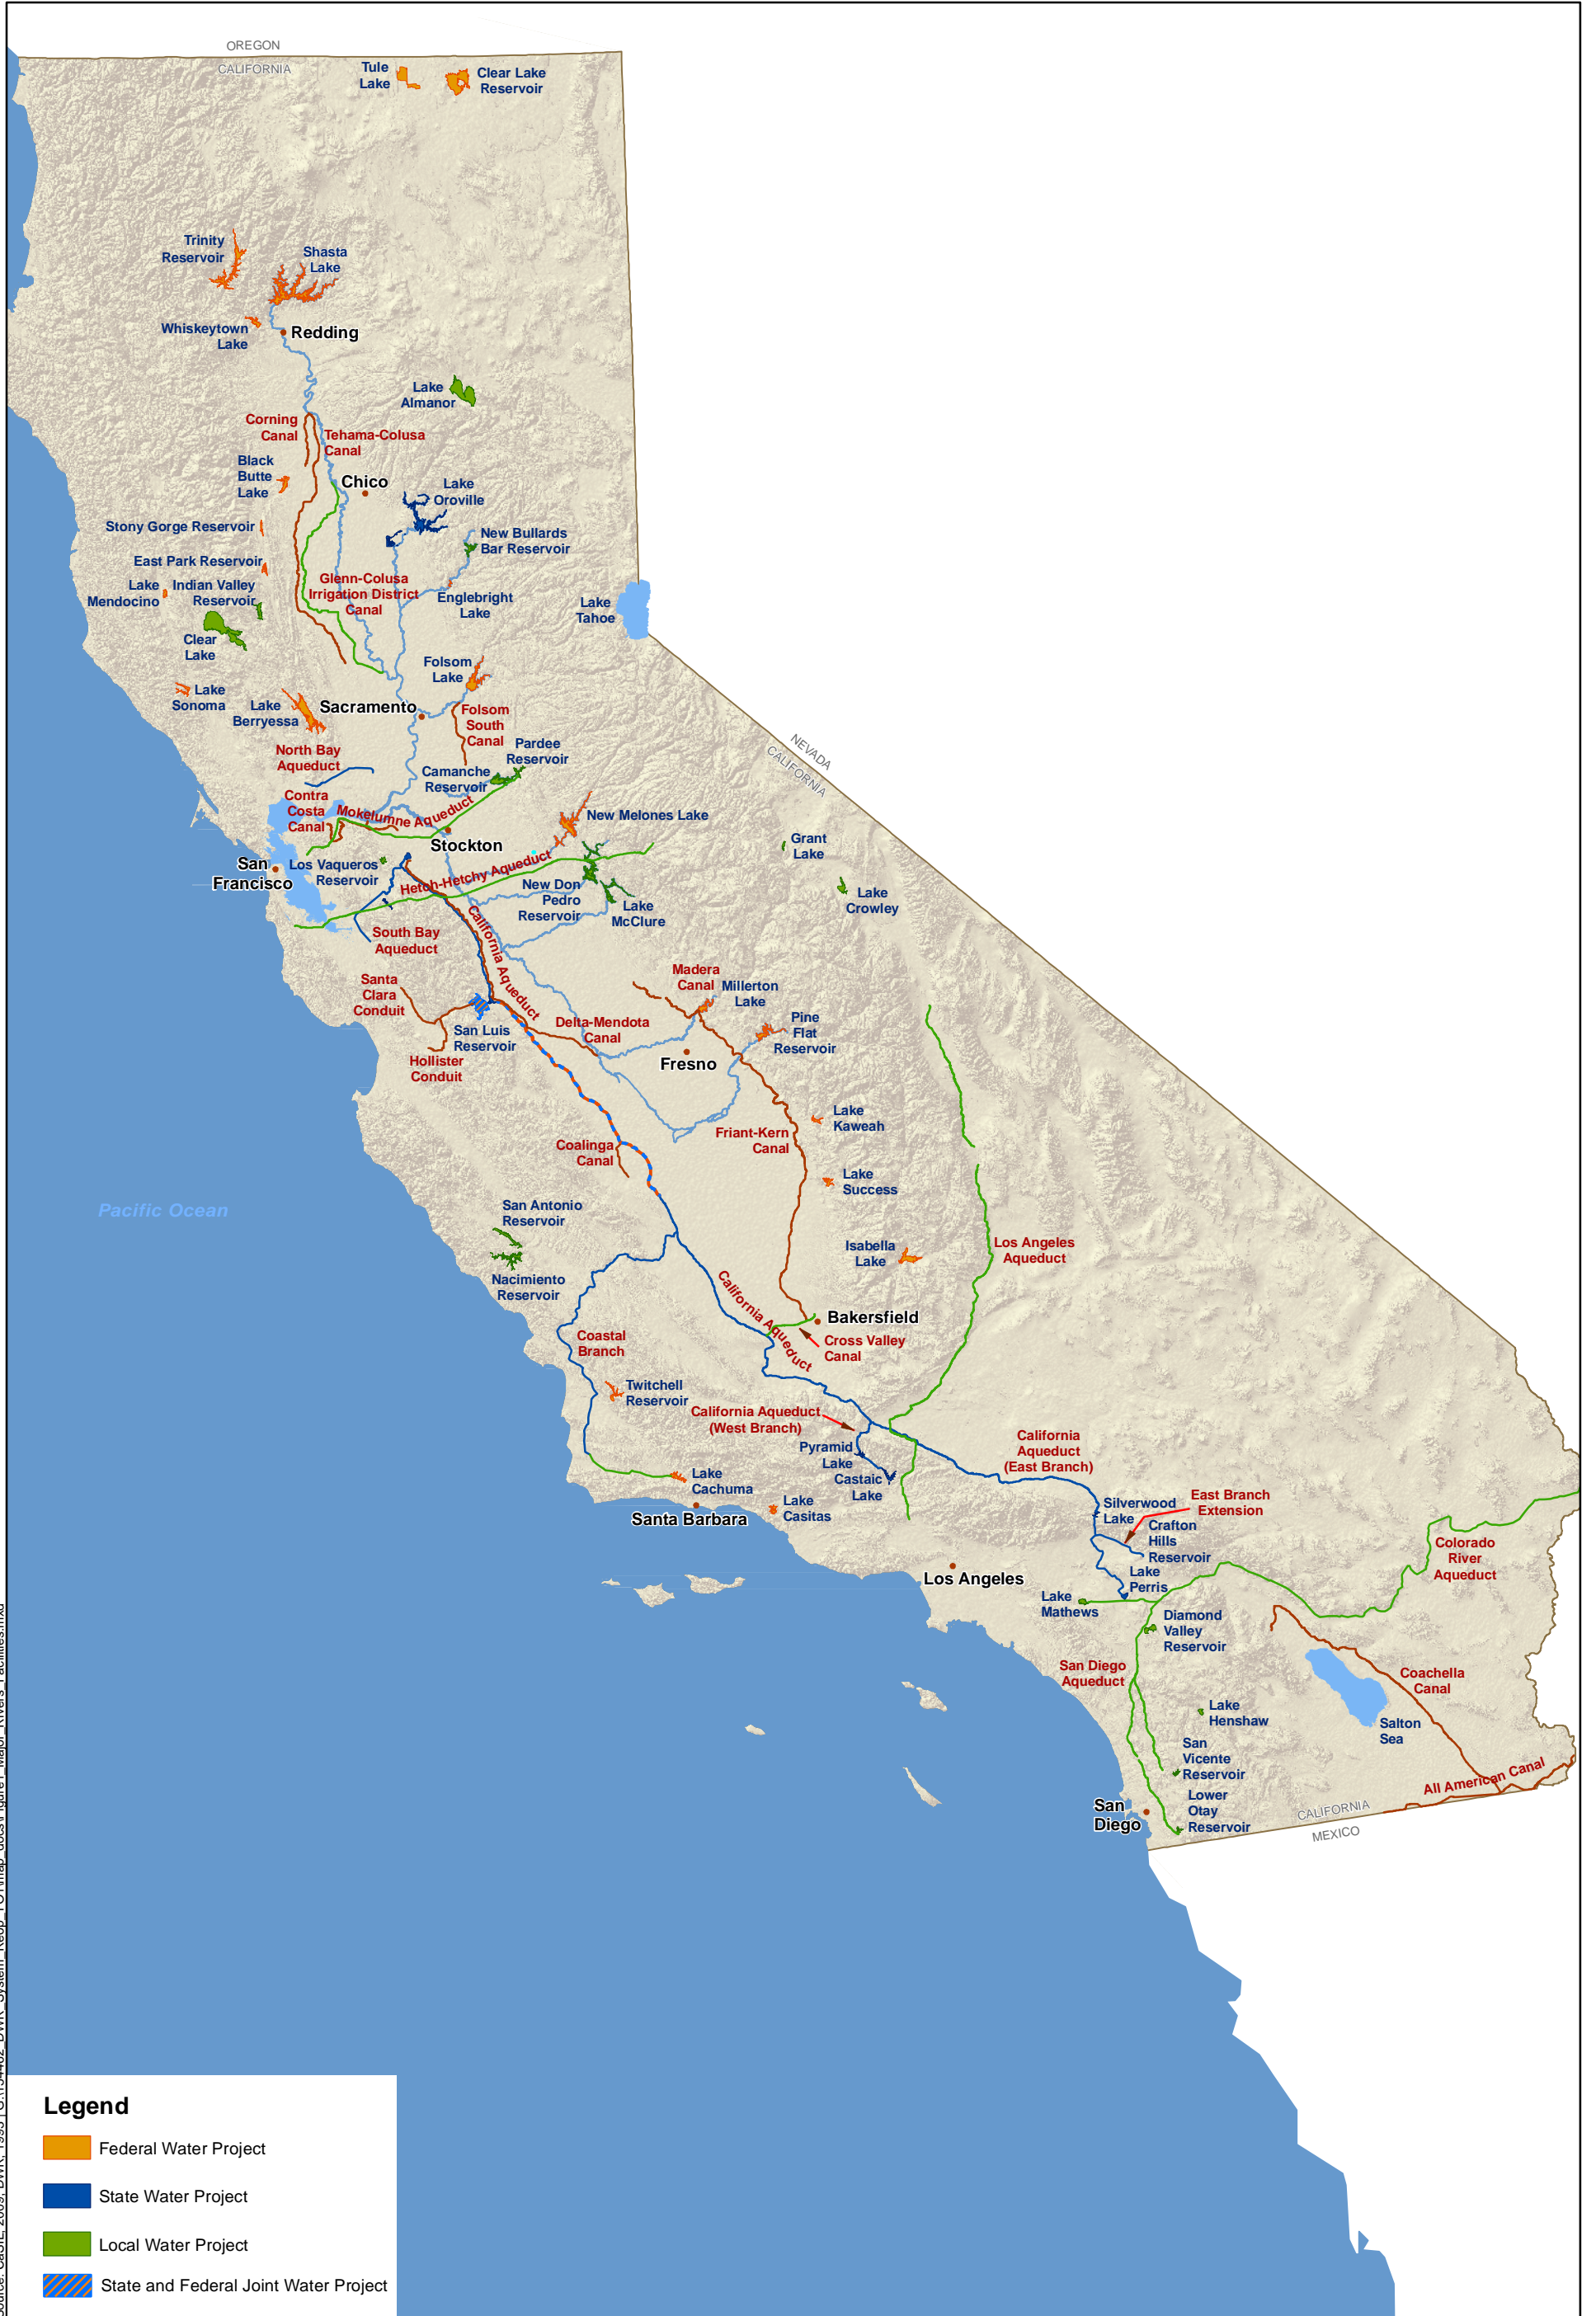 OREGON
CALIFORNIA
Tule
Lake
Clear Lake
Reservoir
Trinity
Reservoir
Shasta
Lake
Whiskeytown
Lake
Redding
Lake
Almanor
Corning
Canal
Tehama-Colusa
Canal
Black
Butte
Lake
Chico
Lake
Oroville
Stony Gorge Reservoir
New Bullards
Bar Reservoir
East Park Reservoir
Lake
Mendocino
Indian Valley
Reservoir
Glenn-Colusa
Irrigation District
Canal
Englebright
Lake
Lake
Tahoe
Clear
Lake
Folsom
Lake
Lake
Sonoma
Lake
Berryessa
Sacramento
Folsom
South
Canal
North Bay
Aqueduct
Pardee
Reservoir
Camanche
Reservoir
NEVADA
CALIFORNIA
Contra
Costa
Canal
Mokelumne Aqueduct
New Melones Lake
Stockton
Grant
Lake
San
Francisco
Los Vaqueros
Reservoir
Hetch-Hetchy Aqueduct
New Don
Pedro
Reservoir
Lake
McClure
Lake
Crowley
South Bay
Aqueduct
California Aqueduct
Santa
Clara
Conduit
Madera
Canal
Millerton
Lake
San Luis
Reservoir
Delta-Mendota
Canal
Pine
Flat
Reservoir
Hollister
Conduit
Fresno
Lake
Kaweah
Friant-Kern
Canal
Coalinga
Canal
Lake
Success
Pacific Ocean
San Antonio
Reservoir
Isabella
Lake
Los Angeles
Aqueduct
Nacimiento
Reservoir
California Aqueduct
Bakersfield
Cross Valley
Canal
Coastal
Branch
Twitchell
Reservoir
California Aqueduct
(West Branch)
Pyramid
Lake
Castaic
Lake
California
Aqueduct
(East Branch)
Lake
Cachuma
Santa Barbara
Lake
Casitas
Silverwood
Lake
East Branch
Extension
Crafton
Hills
Reservoir
Colorado
River
Aqueduct
Los Angeles
Lake
Perris
Lake
Mathews
Diamond
Valley
Reservoir
San Diego
Aqueduct
Coachella
Canal
Lake
Henshaw
Salton
Sea
San
Vicente
Reservoir
All American Canal
Lower
Otay
Reservoir
San
Diego
CALIFORNIA
MEXICO
Legend
Federal Water Project
State Water Project
Local Water Project
State and Federal Joint Water Project